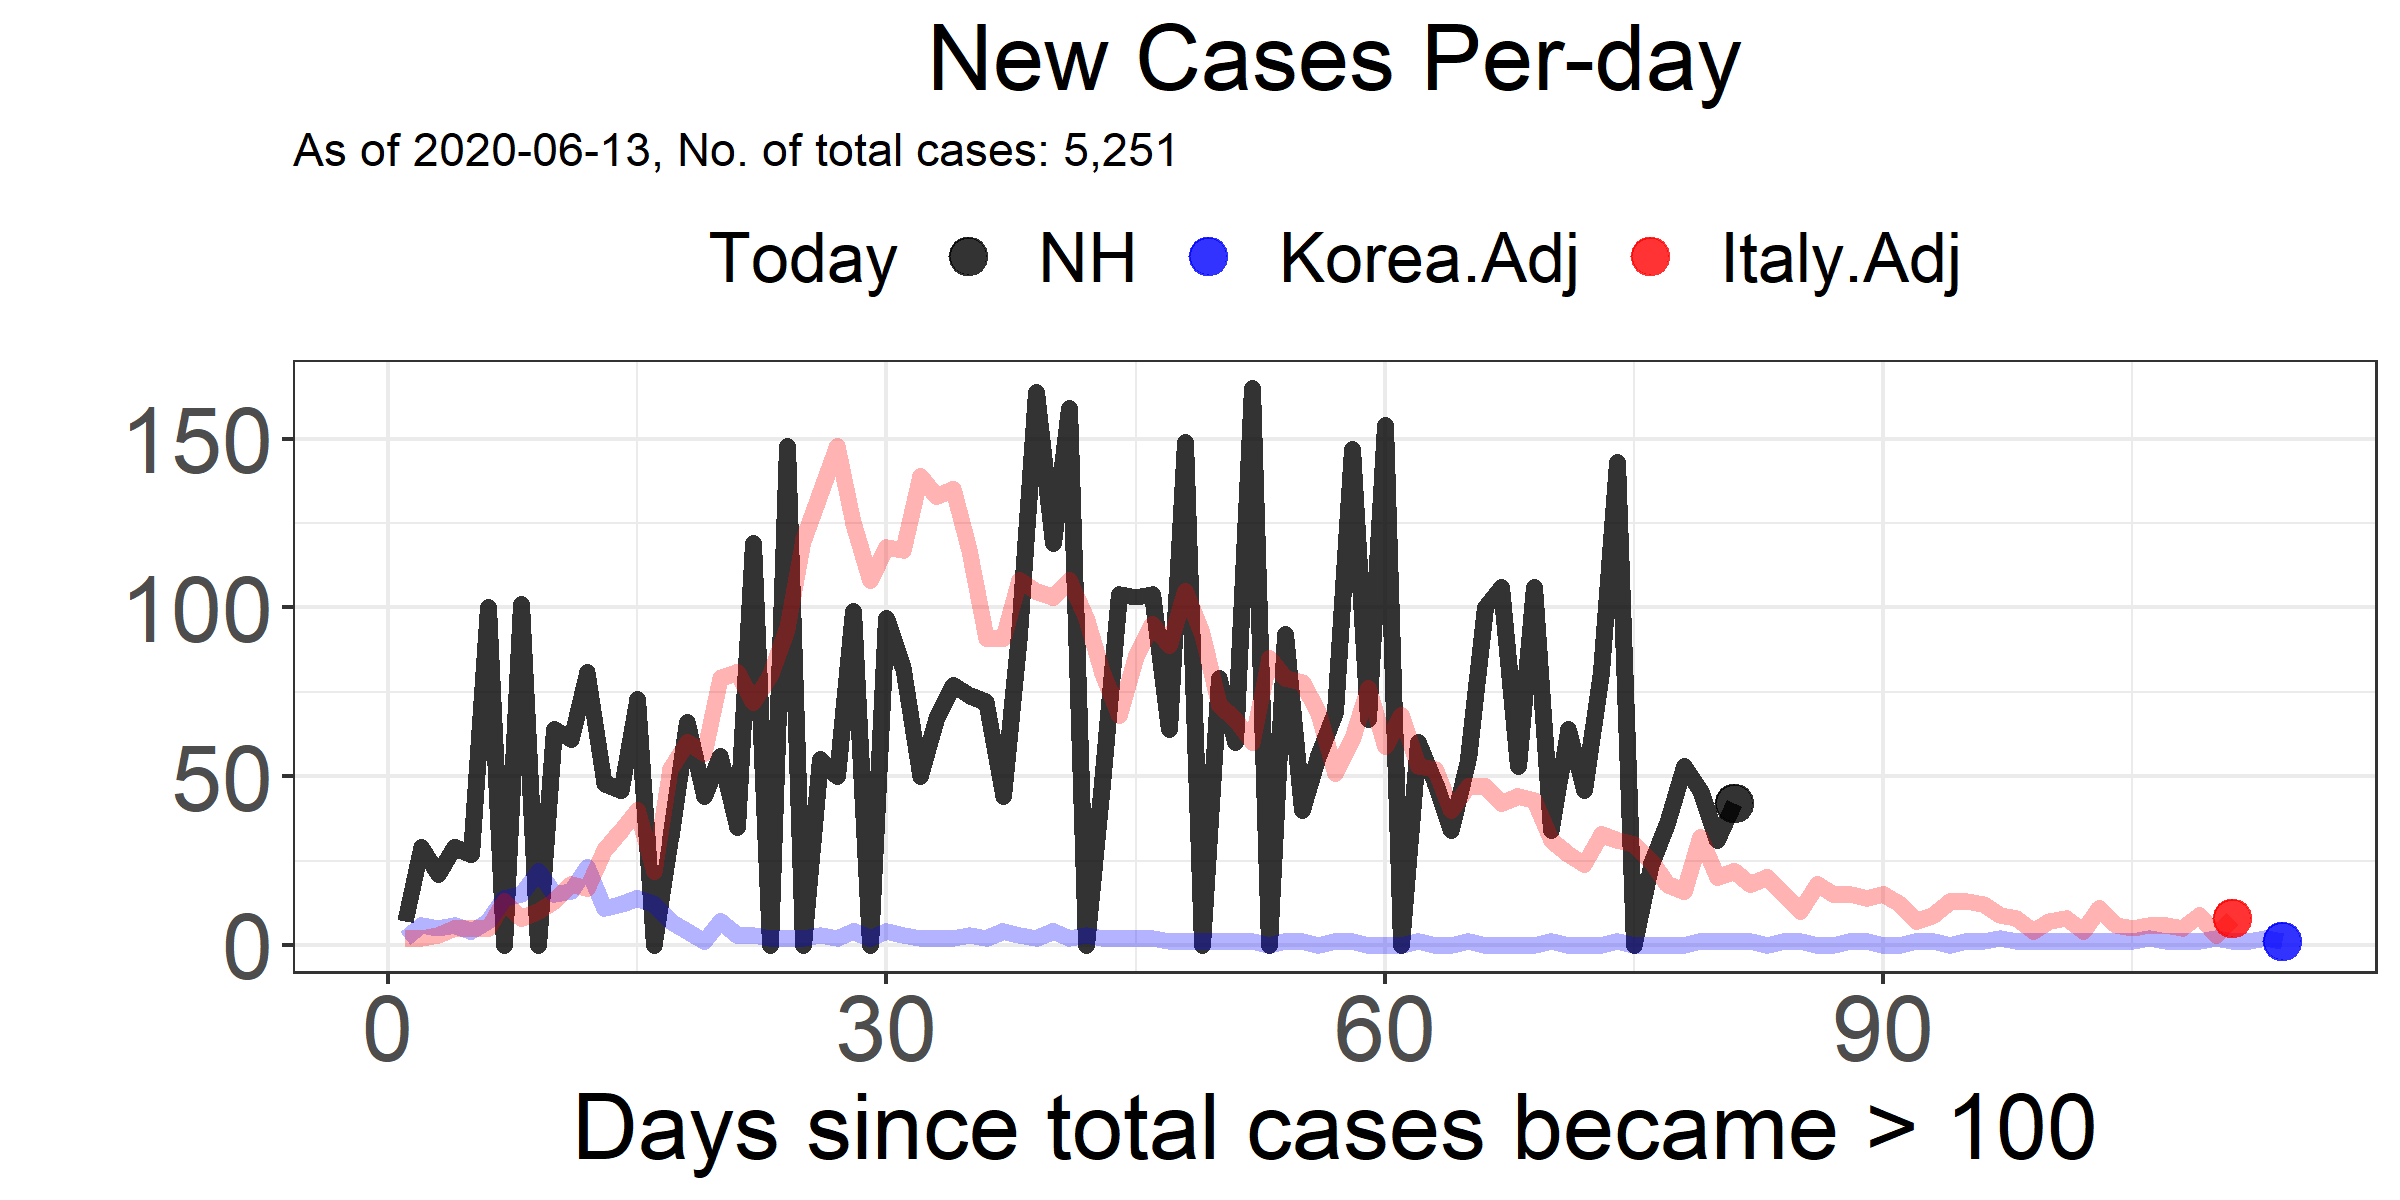 New Cases Per-day
As of 2020-06-13, No. of total cases: 5,251
Today NH Korea.Adj Italy.Adj
150
100
50
0
0 30 60 90
Days since total cases became > 100